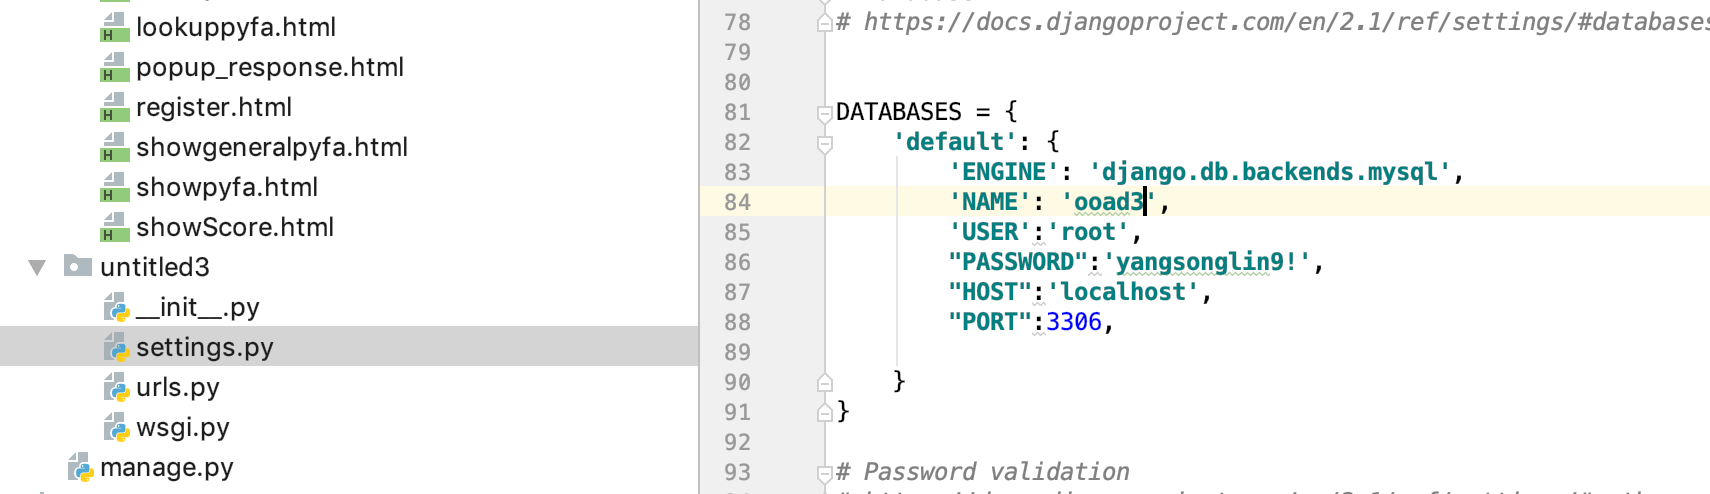 lookuppyfa.html
popup_response.html
register.html
showgeneralpyfa.html
showpyfa.html
showScore.html
untitled3
__init__.py
settings.py
urls.py
wsgi.py
manage.py
78 # https://docs.djangoproject.com/en/2.1/ref/settings/#databases
79
80
81 DATABASES = {
82 'default': {
83 'ENGINE': 'django.db.backends.mysql',
84 'NAME': 'ooad3',
85 'USER':'root',
86 "PASSWORD":'yangsonglin9!',
87 "HOST":'localhost',
88 "PORT":3306,
89
90 }
91 }
92
93 # Password validation